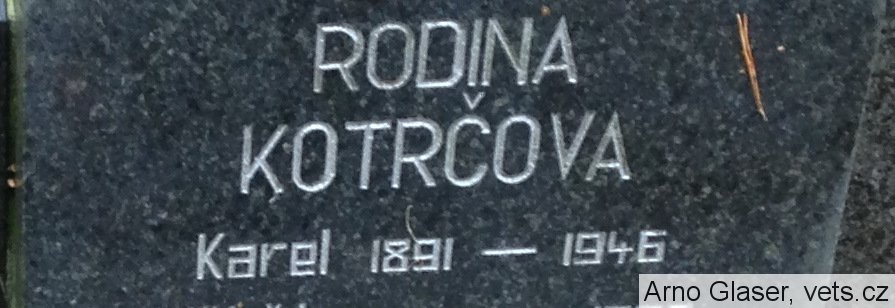 RODINA
KOTRČOVA
Karel 1891 — 1946
Arno Glaser, vets.cz